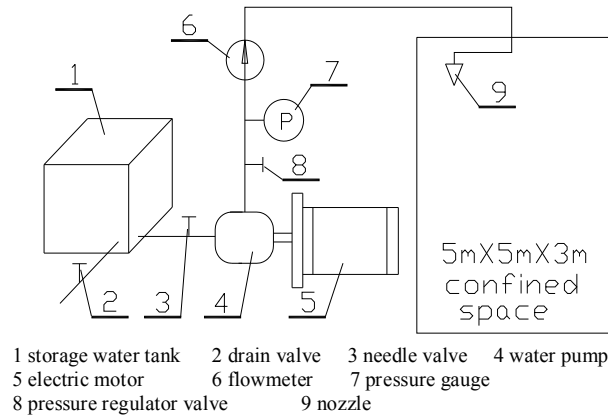 6
1
7
P
9
8
5mX5mX3m
confined
space
2
3
4
5
1 storage water tank 2 drain valve 3 needle valve 4 water pump
5 electric motor 6 flowmeter 7 pressure gauge
8 pressure regulator valve 9 nozzle